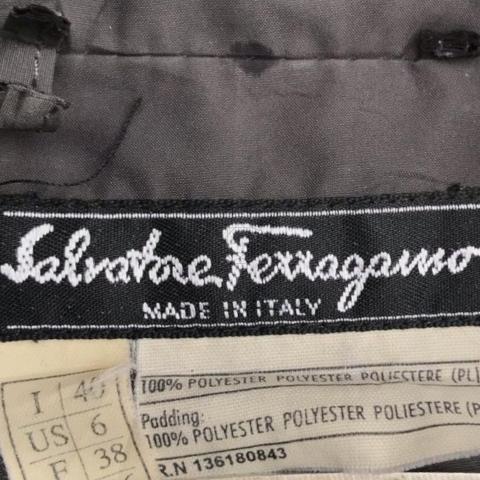 Salvatore Ferragamo
MADE IN ITALY
100% POLYESTER POLYESTER POLIESTERE (PL)
Padding:
100% POLYESTER POLYESTER POLIESTERE (P
R.N 136180843
I 40
US 6
F 38